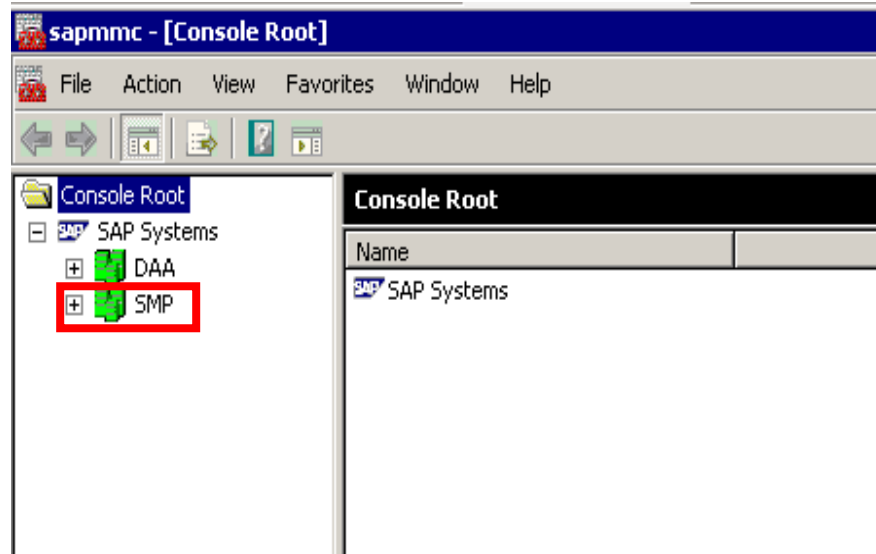 sapmmc - [Console Root]
File Action View Favorites Window Help
Console Root
SAP Systems
DAA
SMP
Console Root
Name
SAP Systems